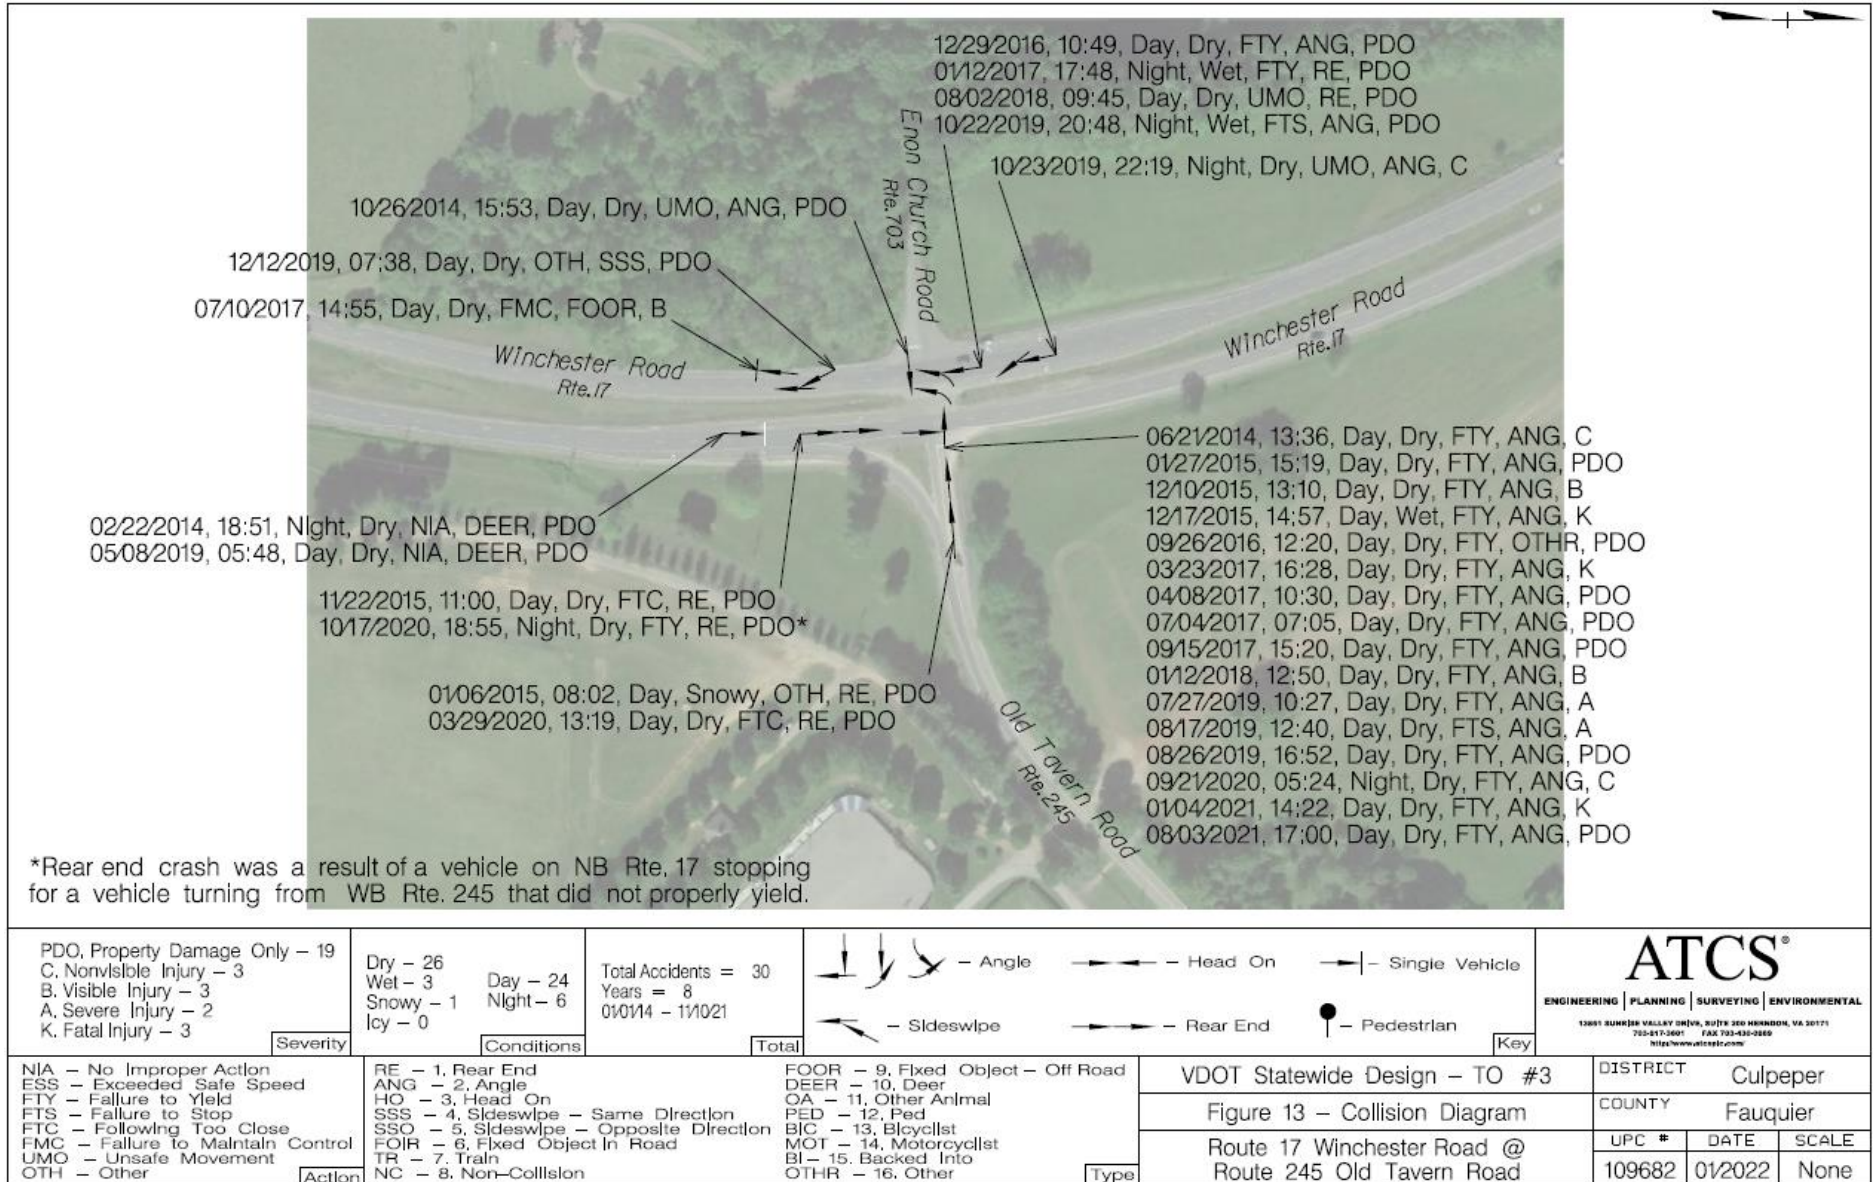 12/29/2016, 10:49, Day, Dry, FTY, ANG, PDO
01/12/2017, 17:48, Night, Wet, FTY, RE, PDO
08/02/2018, 09:45, Day, Dry, UMO, RE, PDO
10/22/2019, 20:48, Night, Wet, FTS, ANG, PDO
10/23/2019, 22:19, Night, Dry, UMO, ANG, C
Enon Church Road
Rte.703
10/26/2014, 15:53, Day, Dry, UMO, ANG, PDO
12/12/2019, 07:38, Day, Dry, OTH, SSS, PDO
07/10/2017, 14:55, Day, Dry, FMC, FOOR, B
Winchester Road
Rte.17
Winchester Road
Rte.17
02/22/2014, 18:51, Night, Dry, NIA, DEER, PDO
05/08/2019, 05:48, Day, Dry, NIA, DEER, PDO
11/22/2015, 11:00, Day, Dry, FTC, RE, PDO
10/17/2020, 18:55, Night, Dry, FTY, RE, PDO*
01/06/2015, 08:02, Day, Snowy, OTH, RE, PDO
03/29/2020, 13:19, Day, Dry, FTC, RE, PDO
06/21/2014, 13:36, Day, Dry, FTY, ANG, C
01/27/2015, 15:19, Day, Dry, FTY, ANG, PDO
12/10/2015, 13:10, Day, Dry, FTY, ANG, B
12/17/2015, 14:57, Day, Wet, FTY, ANG, K
09/26/2016, 12:20, Day, Dry, FTY, OTHR, PDO
03/23/2017, 16:28, Day, Dry, FTY, ANG, K
04/08/2017, 10:30, Day, Dry, FTY, ANG, PDO
07/04/2017, 07:05, Day, Dry, FTY, ANG, PDO
09/15/2017, 15:20, Day, Dry, FTY, ANG, PDO
01/12/2018, 12:50, Day, Dry, FTY, ANG, B
07/27/2019, 10:27, Day, Dry, FTY, ANG, A
08/17/2019, 12:40, Day, Dry, FTS, ANG, A
08/26/2019, 16:52, Day, Dry, FTY, ANG, PDO
09/21/2020, 05:24, Night, Dry, FTY, ANG, C
01/04/2021, 14:22, Day, Dry, FTY, ANG, K
08/03/2021, 17:00, Day, Dry, FTY, ANG, PDO
Old Tavern Road
Rte.245
*Rear end crash was a result of a vehicle on NB Rte. 17 stopping
for a vehicle turning from WB Rte. 245 that did not properly yield.
PDO, Property Damage Only – 19
C, Nonvisible Injury – 3
B. Visible Injury – 3
A, Severe Injury – 2
K. Fatal Injury – 3
Severity
Dry – 26
Wet – 3
Snowy – 1
Icy – 0
Day – 24
Night – 6
Conditions
Total Accidents = 30
Years = 8
01/01/14 – 11/10/21
Total
– Angle
– Head On
– Single Vehicle
– Sideswipe
– Rear End
– Pedestrian
Key
ATCS®
ENGINEERING | PLANNING | SURVEYING | ENVIRONMENTAL
13861 SUNRISE VALLEY DRIVE, SUITE 200 HERNDON, VA 20171
NIA – No Improper Action
ESS – Exceeded Safe Speed
FTY – Failure to Yield
FTS – Failure to Stop
FTC – Following Too Close
FMC – Failure to Maintain Control
UMO – Unsafe Movement
OTH – Other
Action
RE – 1, Rear End
ANG – 2, Angle
HO – 3, Head On
SSS – 4, Sideswipe – Same Direction
SSO – 5, Sideswipe – Opposite Direction
FOIR – 6, Fixed Object In Road
TR – 7. Train
NC – 8. Non–Collision
FOOR – 9, Fixed Object – Off Road
DEER – 10, Deer
OA – 11, Other Animal
PED – 12, Ped
BIC – 13, Bicyclist
MOT – 14, Motorcyclist
BI – 15. Backed Into
OTHR – 16. Other
Type
VDOT Statewide Design – TO #3
Figure 13 – Collision Diagram
Route 17 Winchester Road @
Route 245 Old Tavern Road
DISTRICT
Culpeper
COUNTY
Fauquier
UPC #
DATE
SCALE
109682
01/2022
None